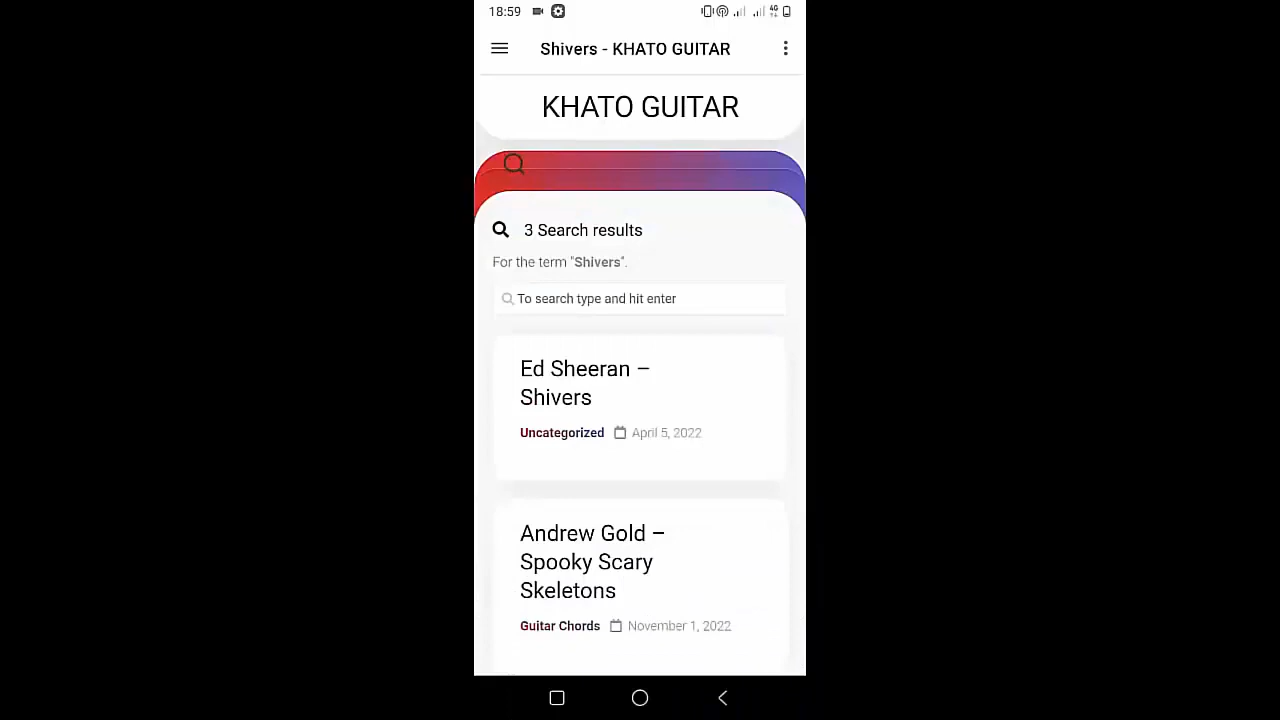 18:59
4G
Shivers - KHATO GUITAR
KHATO GUITAR
3 Search results
For the term "Shivers".
To search type and hit enter
Ed Sheeran –
Shivers
Uncategorized April 5, 2022
Andrew Gold –
Spooky Scary
Skeletons
Guitar Chords November 1, 2022